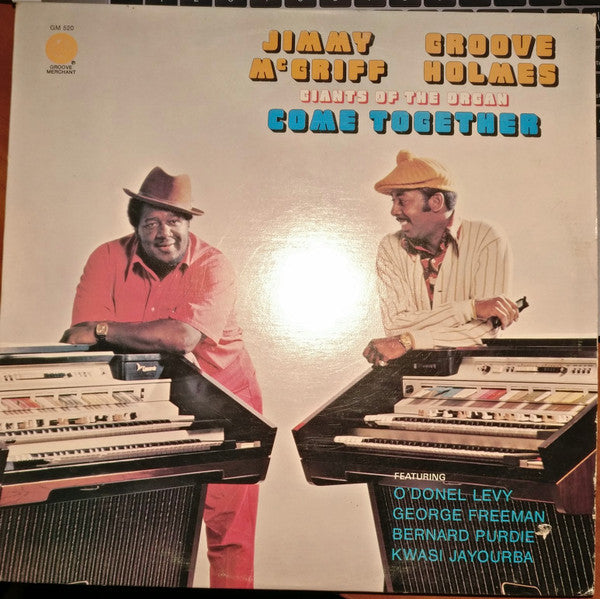 GM 520
GROOVE
MERCHANT
JIMMY GROOVE
McGRIFF HOLMES
GIANTS OF THE ORGAN
COME TOGETHER
FEATURING
O'DONEL LEVY
GEORGE FREEMAN
BERNARD PURDIE
KWASI JAYOURBA